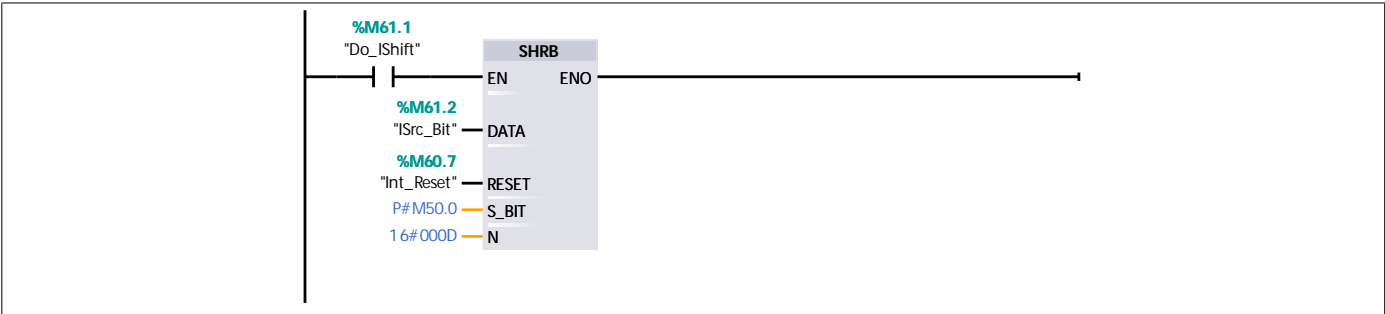 %M61.1
"Do_IShift"
SHRB
EN ENO
%M61.2
"ISrc_Bit" DATA
%M60.7
"Int_Reset" RESET
P#M50.0 S_BIT
16#000D N